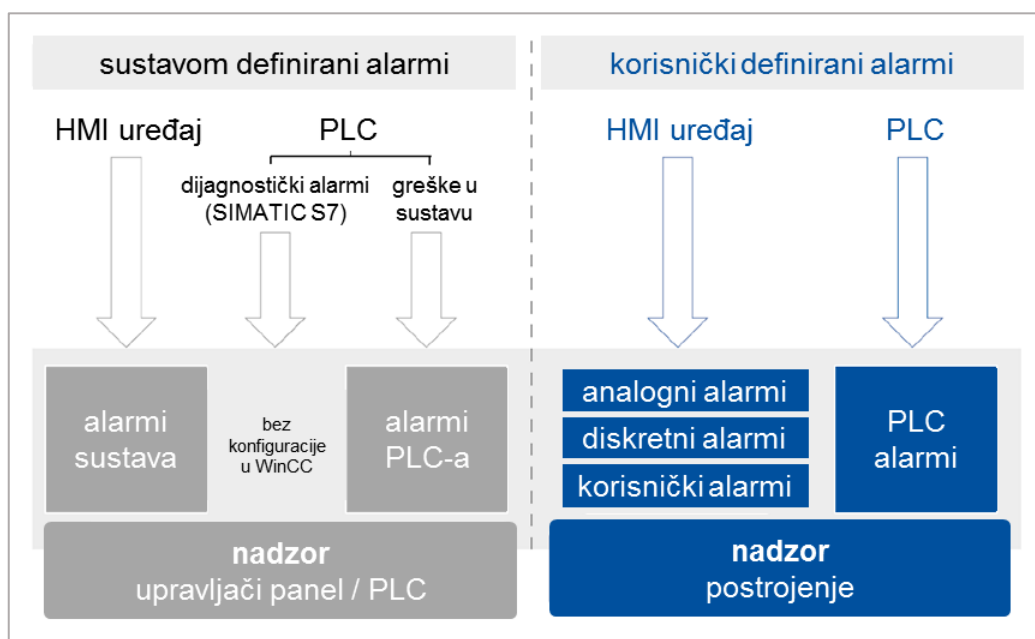 sustavom definirani alarmi
HMI uređaj
PLC
dijagnostički alarmi
(SIMATIC S7)
greške u
sustavu
alarmi
sustava
bez
konfiguracije
u WinCC
alarmi
PLC-a
nadzor
upravljači panel / PLC
korisnički definirani alarmi
HMI uređaj
PLC
analogni alarmi
diskretni alarmi
korisnički alarmi
PLC
alarmi
nadzor
postrojenje